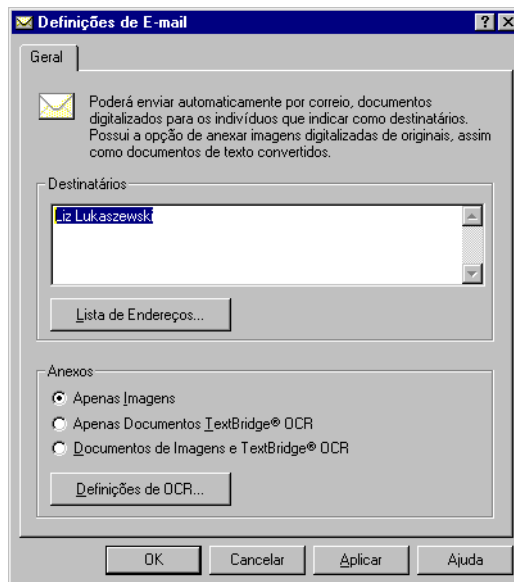 Definições de E-mail
Geral
Poderá enviar automaticamente por correio, documentos
digitalizados para os indivíduos que indicar como destinatários.
Possui a opção de anexar imagens digitalizadas de originais, assim
como documentos de texto convertidos.
Destinatários
Liz Lukaszewski
Lista de Endereços...
Anexos
Apenas Imagens
Apenas Documentos TextBridge® OCR
Documentos de Imagens e TextBridge® OCR
Definições de OCR...
OK Cancelar Aplicar Ajuda